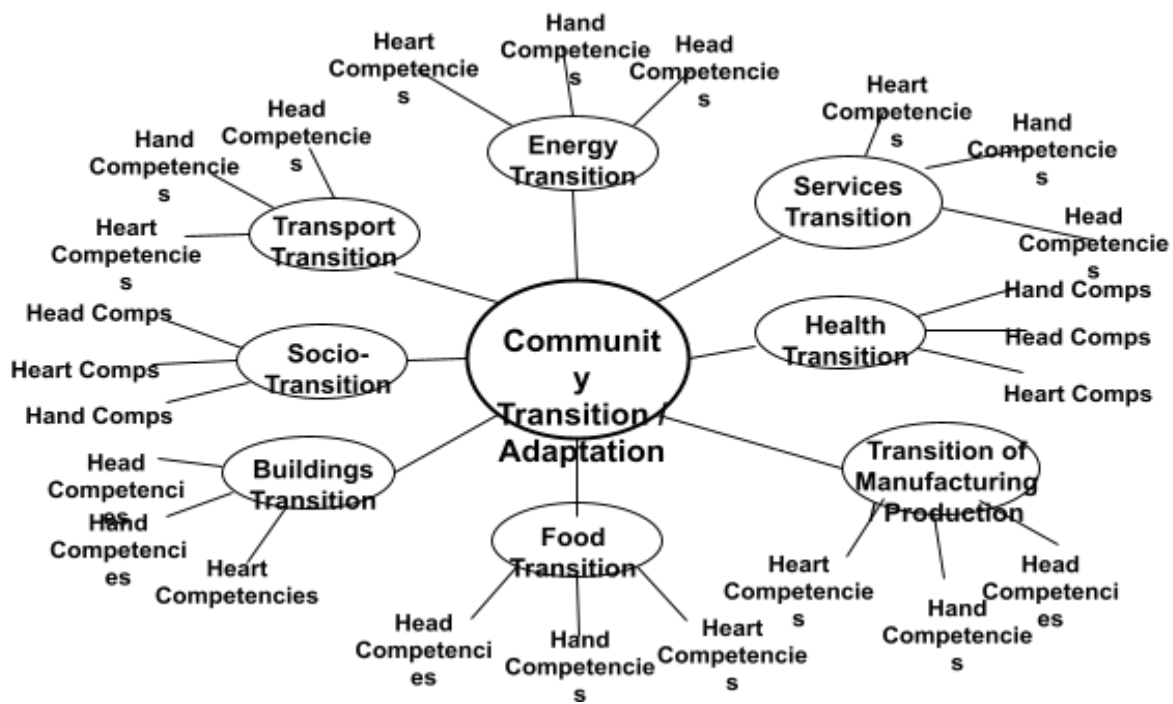 Heart
Competencie
s
Hand
Competencie
s
Head
Competencie
s
Energy
Transition
Heart
Competencie
s
Hand
Competencie
s
Head
Competencie
s
Services
Transition
Head
Competencie
s
Hand
Competencie
s
Heart
Competencie
s
Transport
Transition
Head Comps
Heart Comps
Hand Comps
Socio-
Transition
Communit
y
Transition /
Adaptation
Health
Transition
Hand Comps
Head Comps
Heart Comps
Buildings
Transition
Head
Competenci
es
Hand
Competenci
es
Heart
Competencies
Food
Transition
Head
Competenci
es
Hand
Competencie
s
Heart
Competencie
s
Transition of
Manufacturing
/ Production
Heart
Competencie
s
Hand
Competencie
s
Head
Competenci
es